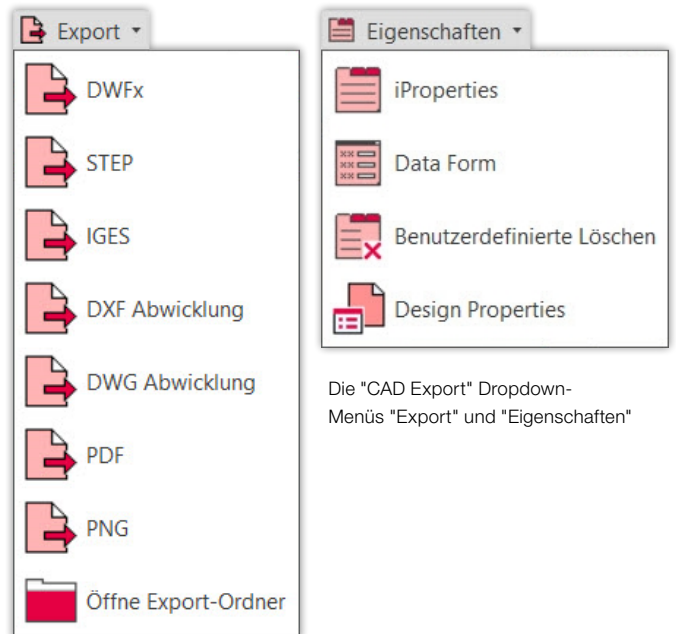 Export
DWFx
STEP
IGES
DXF Abwicklung
DWG Abwicklung
PDF
PNG
Öffne Export-Ordner
Eigenschaften
iProperties
Data Form
Benutzerdefinierte Löschen
Design Properties
Die "CAD Export" Dropdown-
Menüs "Export" und "Eigenschaften"